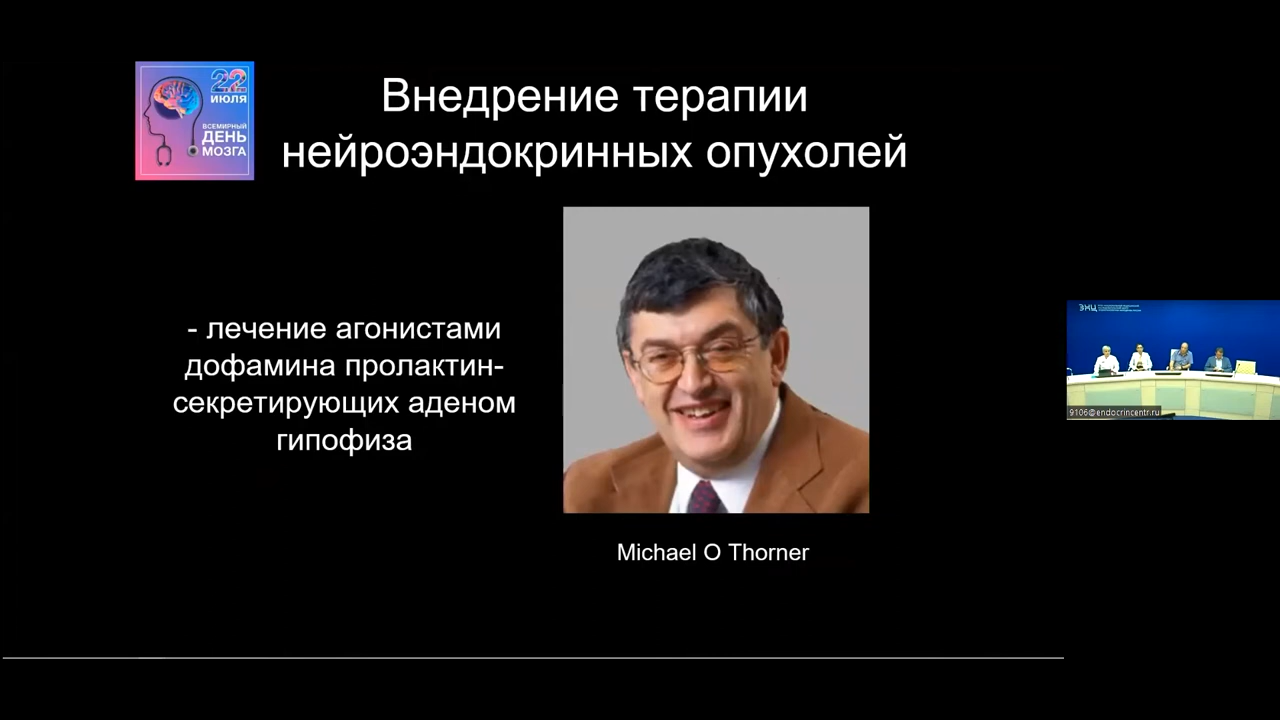 22
ИЮЛЯ
ВСЕМИРНЫЙ
ДЕНЬ
МОЗГА
Внедрение терапии
нейроэндокринных опухолей
- лечение агонистами
дофамина пролактин-
секретирующих аденом
гипофиза
Michael O Thorner
ЭНЦ
9106@endocrincentr.ru